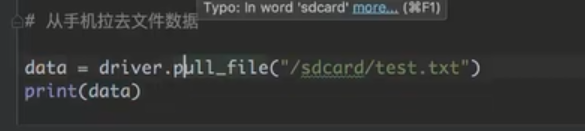 Typo: In word 'sdcard' more... (⌘F1)
# 从手机拉去文件数据
data = driver.pull_file("/sdcard/test.txt")
print(data)